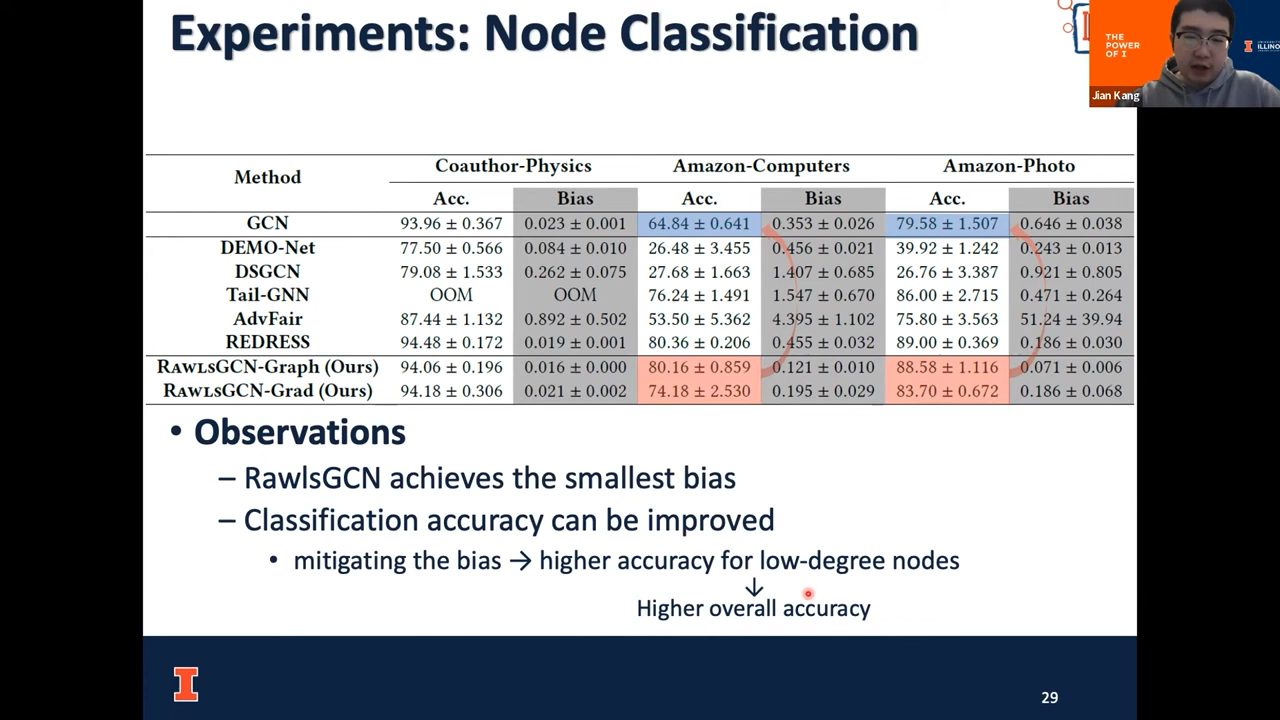 Experiments: Node Classification
THE
POWER
OF I
ILLINOIS
Jian Kang
Method Coauthor-Physics Amazon-Computers Amazon-Photo
Acc. Bias Acc. Bias Acc. Bias
GCN 93.96 ± 0.367 0.023 ± 0.001 64.84 ± 0.641 0.353 ± 0.026 79.58 ± 1.507 0.646 ± 0.038
DEMO-Net 77.50 ± 0.566 0.084 ± 0.010 26.48 ± 3.455 0.456 ± 0.021 39.92 ± 1.242 0.243 ± 0.013
DSGCN 79.08 ± 1.533 0.262 ± 0.075 27.68 ± 1.663 1.407 ± 0.685 26.76 ± 3.387 0.921 ± 0.805
Tail-GNN OOM OOM 76.24 ± 1.491 1.547 ± 0.670 86.00 ± 2.715 0.471 ± 0.264
AdvFair 87.44 ± 1.132 0.892 ± 0.502 53.50 ± 5.362 4.395 ± 1.102 75.80 ± 3.563 51.24 ± 39.94
REDRESS 94.48 ± 0.172 0.019 ± 0.001 80.36 ± 0.206 0.455 ± 0.032 89.00 ± 0.369 0.186 ± 0.030
RAWLSGCN-Graph (Ours) 94.06 ± 0.196 0.016 ± 0.000 80.16 ± 0.859 0.121 ± 0.010 88.58 ± 1.116 0.071 ± 0.006
RAWLSGCN-Grad (Ours) 94.18 ± 0.306 0.021 ± 0.002 74.18 ± 2.530 0.195 ± 0.029 83.70 ± 0.672 0.186 ± 0.068
• Observations
– RawlsGCN achieves the smallest bias
– Classification accuracy can be improved
• mitigating the bias → higher accuracy for low-degree nodes
↓
Higher overall accuracy
I
29